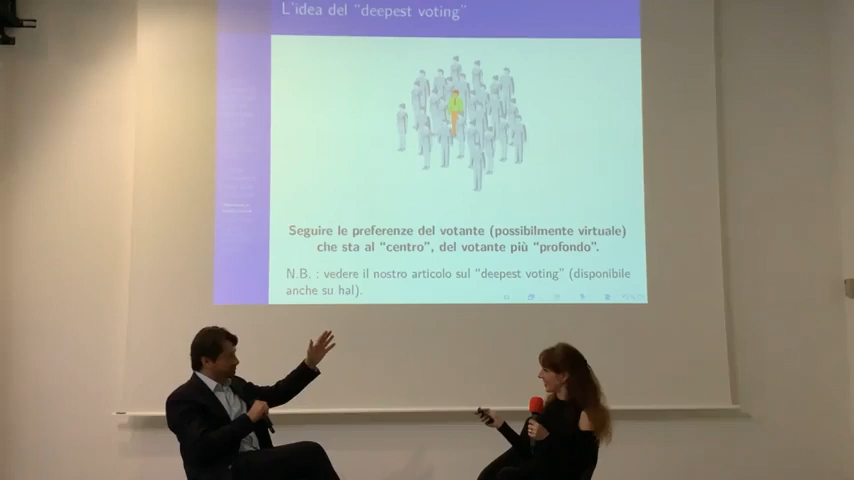 L'idea del "deepest voting"
Seguire le preferenze del votante (possibilmente virtuale)
che sta al "centro", del votante più "profondo".
N.B. : vedere il nostro articolo sul "deepest voting" (disponibile
anche su hal).